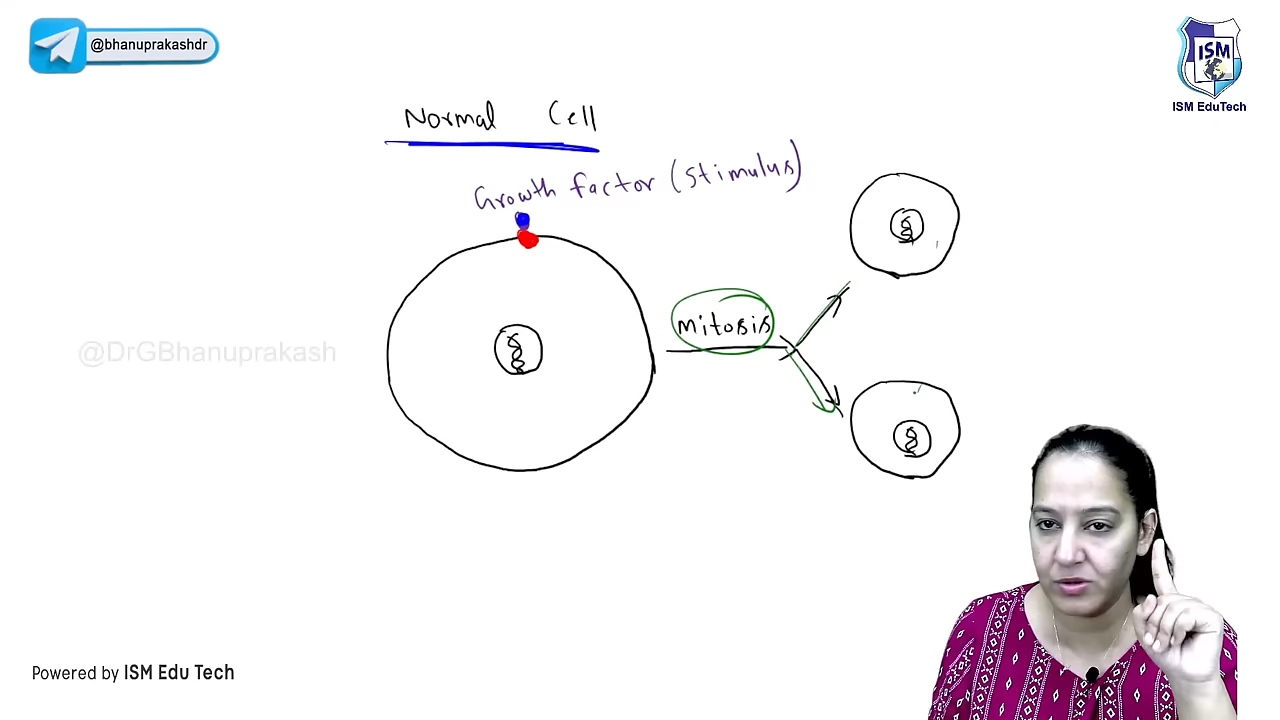 @bhanuprakashdr
ISM
ISM EduTech
Normal Cell
Growth factor (stimulus)
mitosis
@DrGBhanuprakash
Powered by ISM Edu Tech